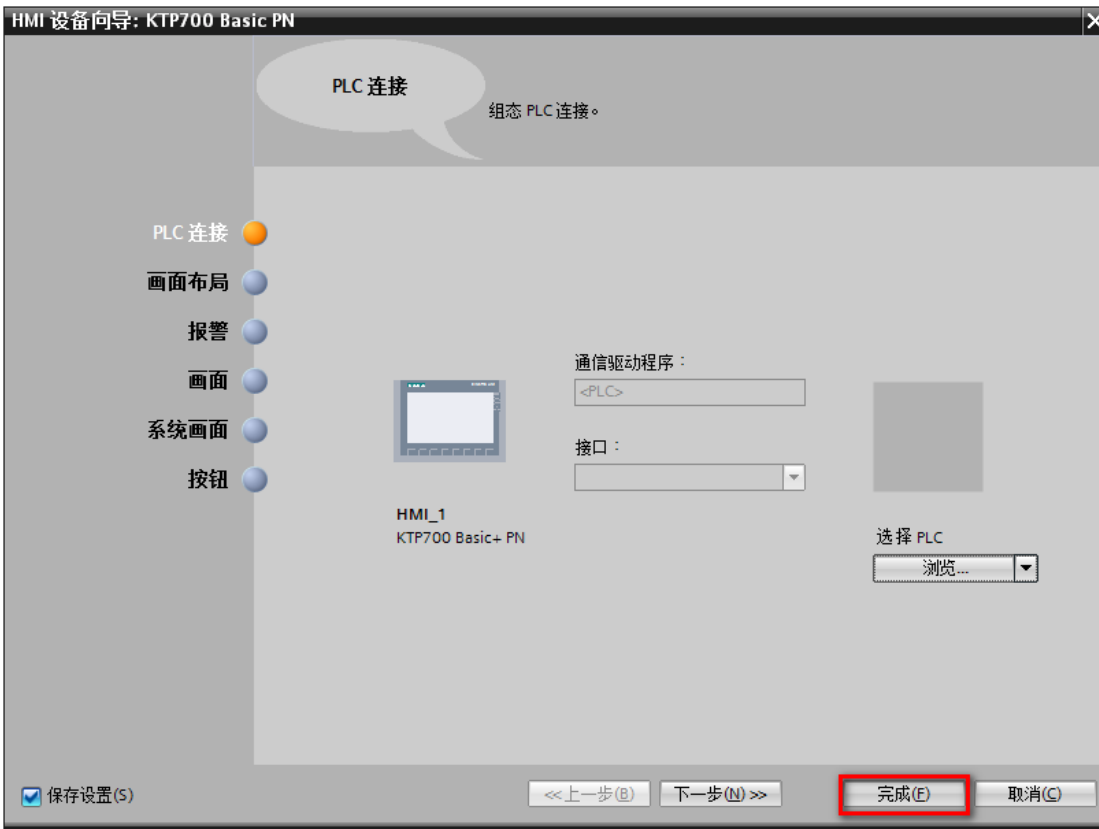 HMI 设备向导: KTP700 Basic PN
PLC 连接
组态 PLC 连接。
PLC 连接
画面布局
报警
画面
系统画面
按钮
通信驱动程序：
<PLC>
接口：
HMI_1
KTP700 Basic+ PN
选择 PLC
浏览...
保存设置(S)
<<上一步(B)
下一步(N) >>
完成(F)
取消(C)